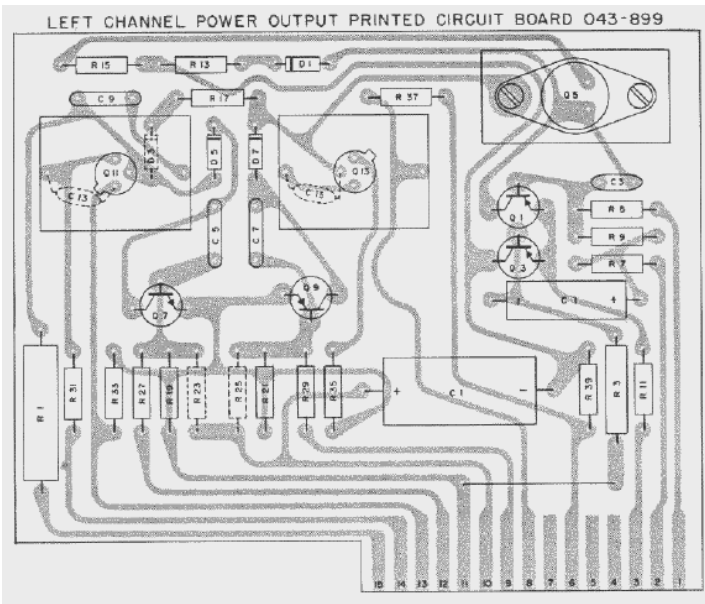 LEFT CHANNEL POWER OUTPUT PRINTED CIRCUIT BOARD 043-899
R15 R13 D1
C9 R17 R37 Q5
D3 D5 D7
Q11 Q13
C13 C15
C3
Q1 R5
R9
C5 C7 Q3 R7
Q9
Q7
- +
R1 R31 R33 R27 R19 R23 R25 R21 R29 R35 + C1 - R39 R3 R11
15 14 13 12 11 10 9 8 7 6 5 4 3 2 1